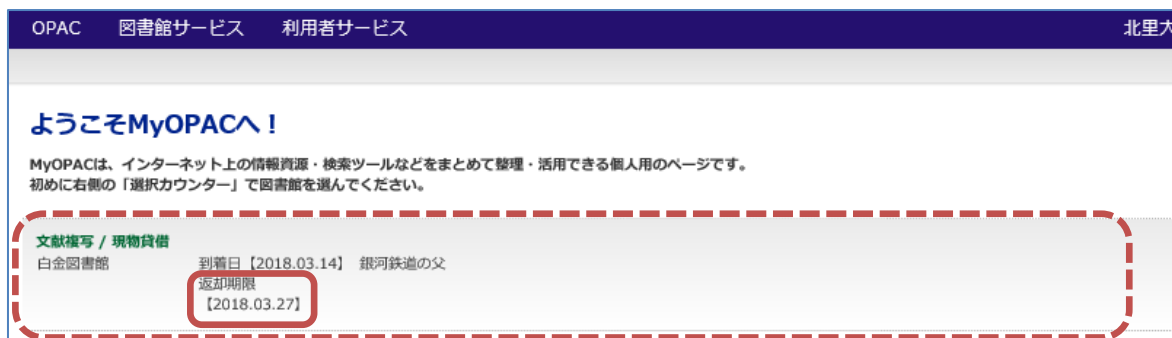 OPAC 図書館サービス 利用者サービス 北里大
ようこそMyOPACへ！
MyOPACは、インターネット上の情報資源・検索ツールなどをまとめて整理・活用できる個人用のページです。
初めに右側の「選択カウンター」で図書館を選んでください。
文献複写 / 現物貸借
白金図書館 到着日【2018.03.14】 銀河鉄道の父
返却期限
【2018.03.27】